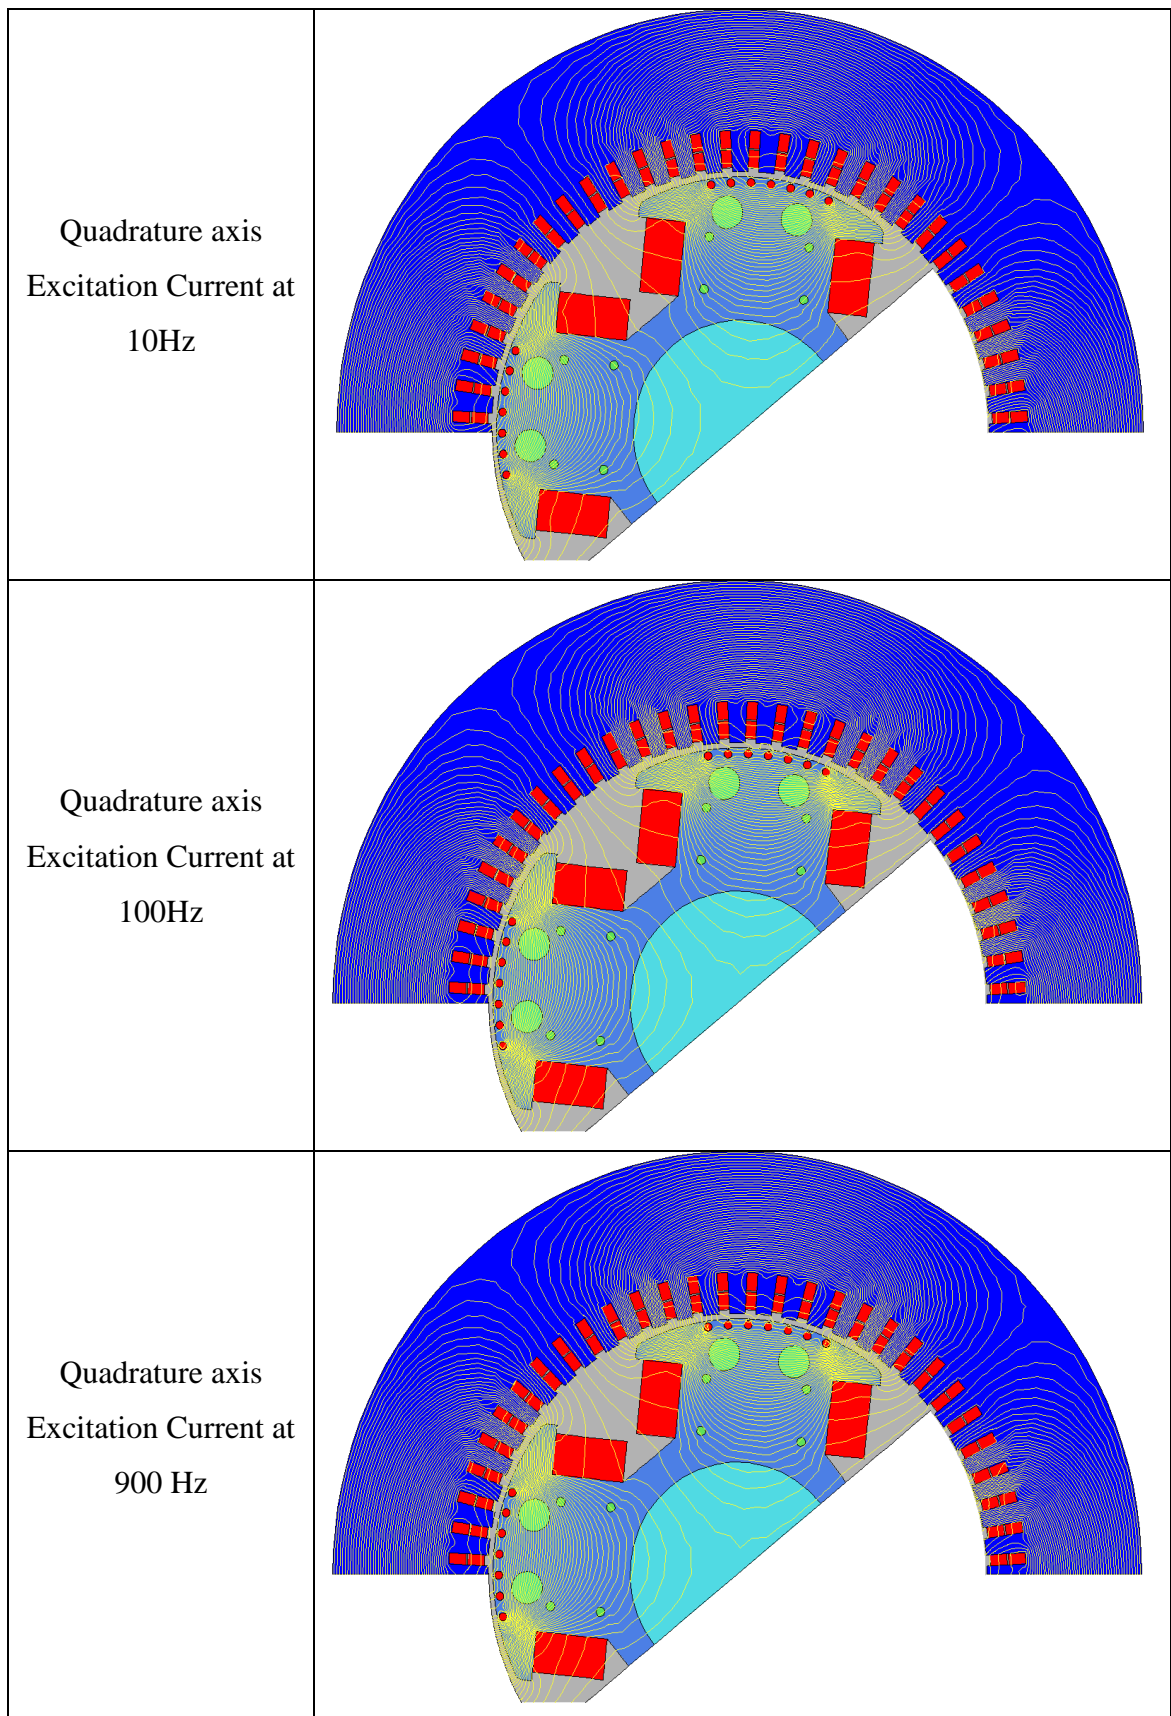 Quadrature axis
Excitation Current at
10Hz
Quadrature axis
Excitation Current at
100Hz
Quadrature axis
Excitation Current at
900 Hz